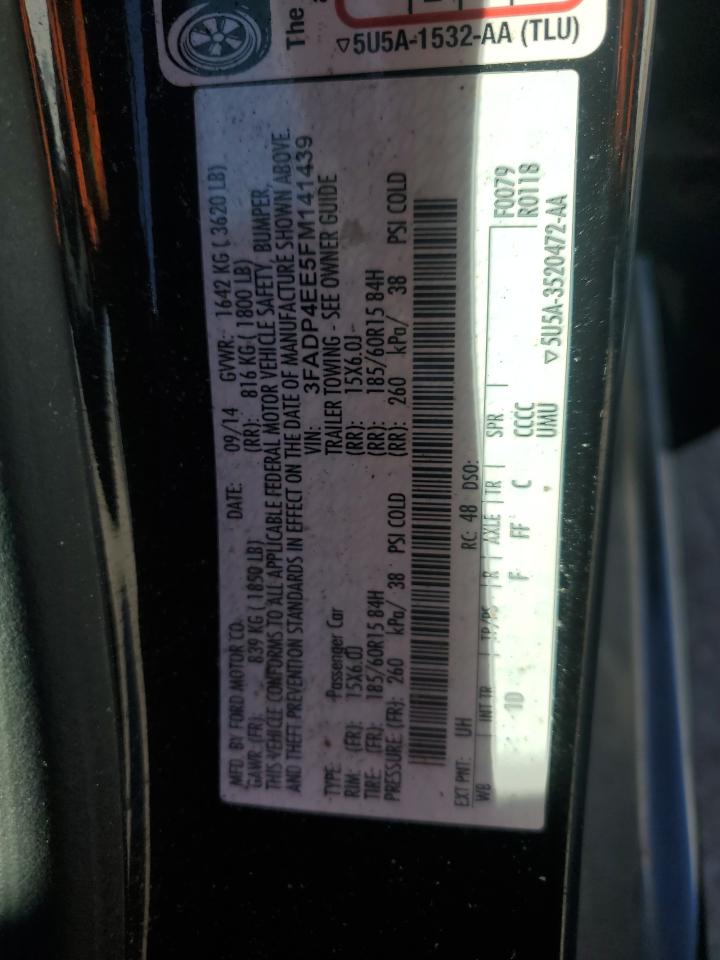 The
▽5U5A-1532-AA (TLU)
MFD. BY FORD MOTOR CO. DATE: 09/14 GVWR: 1642 KG ( 3620 LB)
GAWR: (FR): 839 KG ( 1850 LB) (RR): 816 KG ( 1800 LB)
THIS VEHICLE CONFORMS TO ALL APPLICABLE FEDERAL MOTOR VEHICLE SAFETY, BUMPER,
AND THEFT PREVENTION STANDARDS IN EFFECT ON THE DATE OF MANUFACTURE SHOWN ABOVE.
VIN: 3FADP4EE5FM141439
TYPE: Passenger Car TRAILER TOWING - SEE OWNER GUIDE
RIM: (FR): 15X6.0J (RR): 15X6.0J
TIRE: (FR): 185/60R15 84H (RR): 185/60R15 84H
PRESSURE: (FR): 260 kPa/ 38 PSI COLD (RR): 260 kPa/ 38 PSI COLD
EXT PNT: UH RC: 48 DSO: F0079
R0118
WB INT TR TP/PS R AXLE TR SPR
1D F FF C CCCC
UMU
▽5U5A-3520472-AA